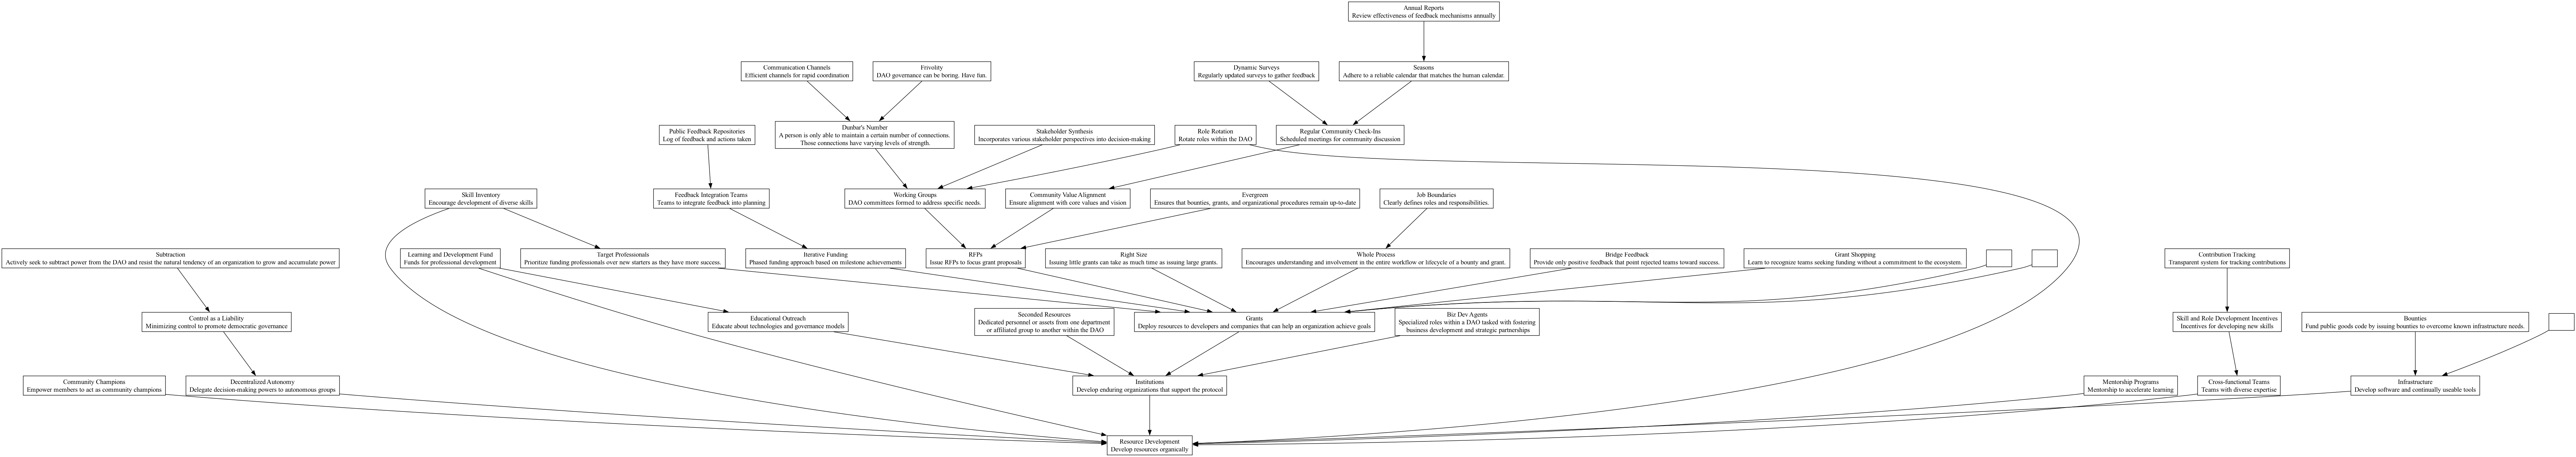 Annual Reports
Review effectiveness of feedback mechanisms annually
Communication Channels
Efficient channels for rapid coordination
Frivolity
DAO governance can be boring. Have fun.
Dynamic Surveys
Regularly updated surveys to gather feedback
Seasons
Adhere to a reliable calendar that matches the human calendar.
Public Feedback Repositories
Log of feedback and actions taken
Dunbar's Number
A person is only able to maintain a certain number of connections.
Those connections have varying levels of strength.
Stakeholder Synthesis
Incorporates various stakeholder perspectives into decision-making
Role Rotation
Rotate roles within the DAO
Regular Community Check-Ins
Scheduled meetings for community discussion
Skill Inventory
Encourage development of diverse skills
Feedback Integration Teams
Teams to integrate feedback into planning
Working Groups
DAO committees formed to address specific needs.
Community Value Alignment
Ensure alignment with core values and vision
Evergreen
Ensures that bounties, grants, and organizational procedures remain up-to-date
Job Boundaries
Clearly defines roles and responsibilities.
Subtraction
Actively seek to subtract power from the DAO and resist the natural tendency of an organization to grow and accumulate power
Learning and Development Fund
Funds for professional development
Target Professionals
Prioritize funding professionals over new starters as they have more success.
Iterative Funding
Phased funding approach based on milestone achievements
RFPs
Issue RFPs to focus grant proposals
Right Size
Issuing little grants can take as much time as issuing large grants.
Whole Process
Encourages understanding and involvement in the entire workflow or lifecycle of a bounty and grant.
Bridge Feedback
Provide only positive feedback that point rejected teams toward success.
Grant Shopping
Learn to recognize teams seeking funding without a commitment to the ecosystem.
Contribution Tracking
Transparent system for tracking contributions
Control as a Liability
Minimizing control to promote democratic governance
Educational Outreach
Educate about technologies and governance models
Seconded Resources
Dedicated personnel or assets from one department
or affiliated group to another within the DAO
Grants
Deploy resources to developers and companies that can help an organization achieve goals
Biz Dev Agents
Specialized roles within a DAO tasked with fostering
business development and strategic partnerships
Skill and Role Development Incentives
Incentives for developing new skills
Bounties
Fund public goods code by issuing bounties to overcome known infrastructure needs.
Community Champions
Empower members to act as community champions
Decentralized Autonomy
Delegate decision-making powers to autonomous groups
Institutions
Develop enduring organizations that support the protocol
Mentorship Programs
Mentorship to accelerate learning
Cross-functional Teams
Teams with diverse expertise
Infrastructure
Develop software and continually useable tools
Resource Development
Develop resources organically